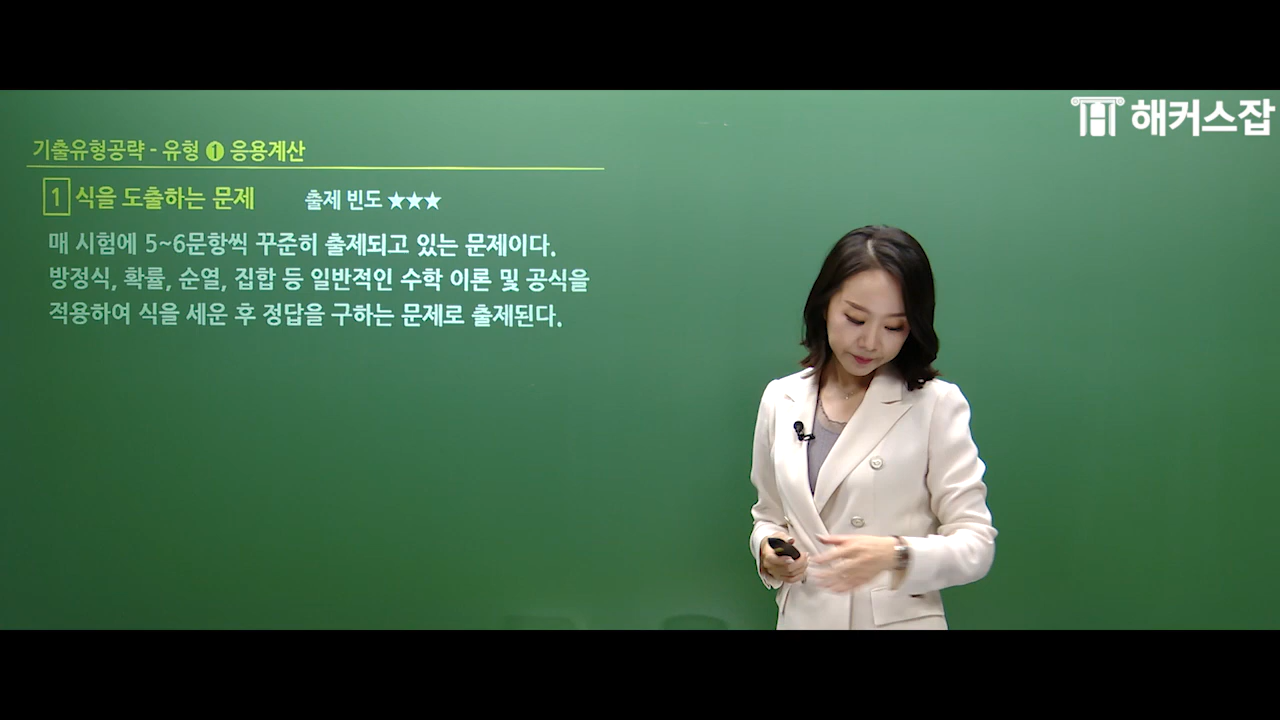 해커스잡
기출유형공략 - 유형 ❶ 응용계산
1 식을 도출하는 문제 출제 빈도 ★★★
매 시험에 5~6문항씩 꾸준히 출제되고 있는 문제이다.
방정식, 확률, 순열, 집합 등 일반적인 수학 이론 및 공식을
적용하여 식을 세운 후 정답을 구하는 문제로 출제된다.